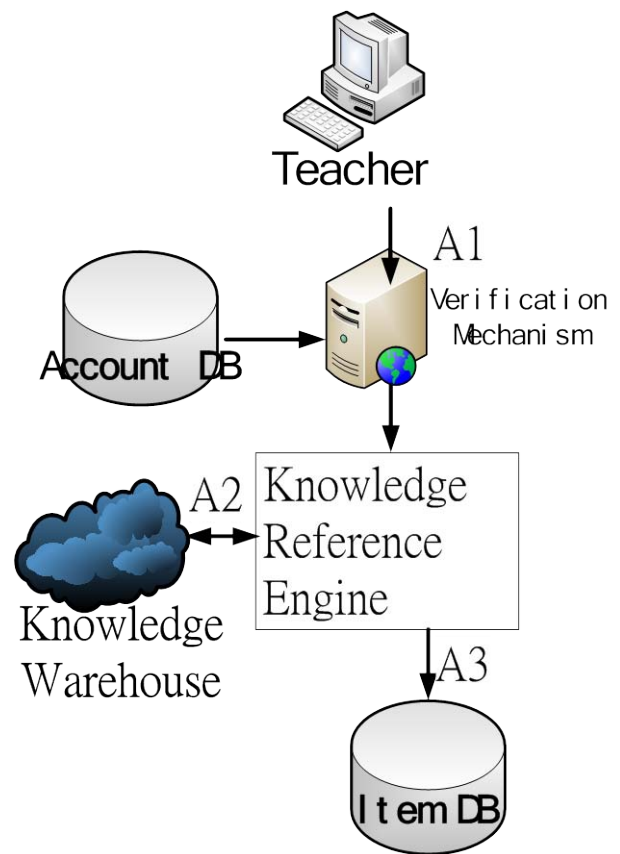 Teacher
A1
Verification
Mechanism
Account DB
A2
Knowledge
Reference
Engine
Knowledge
Warehouse
A3
Item DB